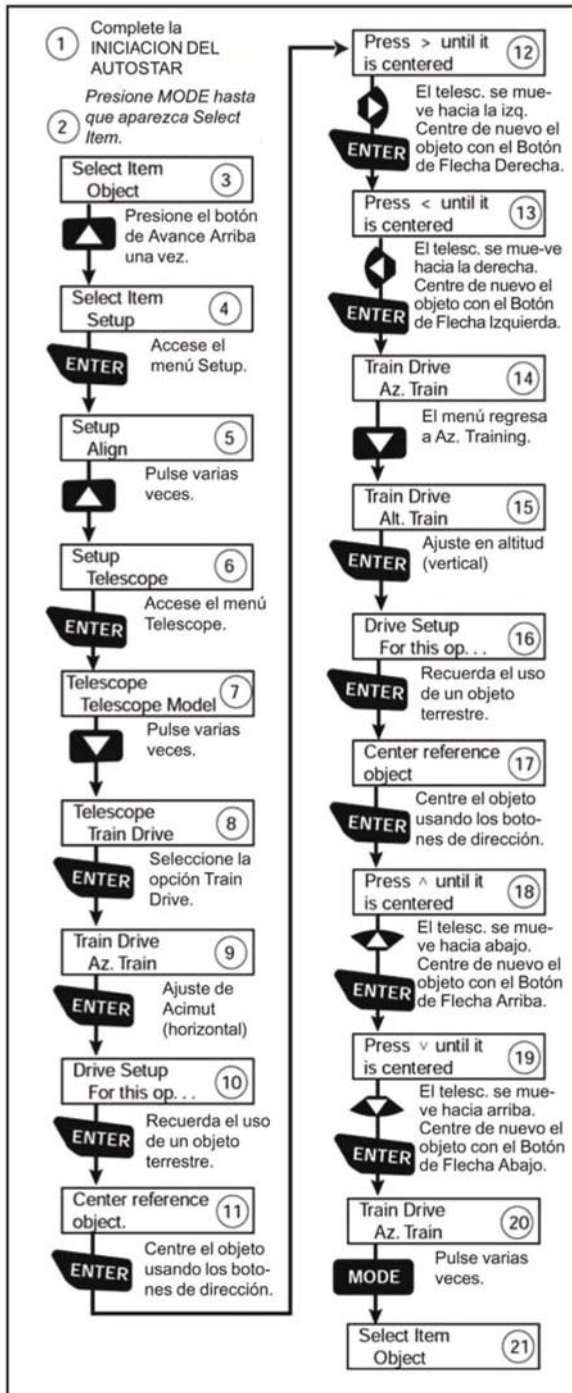 1 Complete la
INICIACION DEL
AUTOSTAR
2 Presione MODE hasta
que aparezca Select
Item.
Select Item
Object 3
Presione el botón
de Avance Arriba
una vez.
Select Item
Setup 4
ENTER
Accese el
menú Setup.
Setup
Align 5
Pulse varias
veces.
Setup
Telescope 6
ENTER
Accese el menú
Telescope.
Telescope
Telescope Model 7
Pulse varias
veces.
Telescope
Train Drive 8
ENTER
Seleccione la
opción Train
Drive.
Train Drive
Az. Train 9
ENTER
Ajuste de
Acimut
(horizontal)
Drive Setup
For this op. . . 10
ENTER
Recuerda el uso
de un objeto
terrestre.
Center reference
object. 11
ENTER
Centre el objeto
usando los boto-
nes de dirección.
Press > until it
is centered 12
ENTER
El telesc. se mue-
ve hacia la izq.
Centre de nuevo el
objeto con el Botón
de Flecha Derecha.
Press < until it
is centered 13
ENTER
El telesc. se mue-ve
hacia la derecha.
Centre de nuevo el
objeto con el Botón
de Flecha Izquierda.
Train Drive
Az. Train 14
El menú regresa
a Az. Training.
Train Drive
Alt. Train 15
ENTER
Ajuste en altitud
(vertical)
Drive Setup
For this op. . . 16
ENTER
Recuerda el uso
de un objeto
terrestre.
Center reference
object 17
ENTER
Centre el objeto
usando los boto-
nes de dirección.
Press ^ until it
is centered 18
ENTER
El telesc. se mue-
ve hacia abajo.
Centre de nuevo el
objeto con el Botón
de Flecha Arriba.
Press v until it
is centered 19
ENTER
El telesc. se mue-
ve hacia arriba.
Centre de nuevo el
objeto con el Botón
de Flecha Abajo.
Train Drive
Az. Train 20
MODE
Pulse varias
veces.
Select Item
Object 21